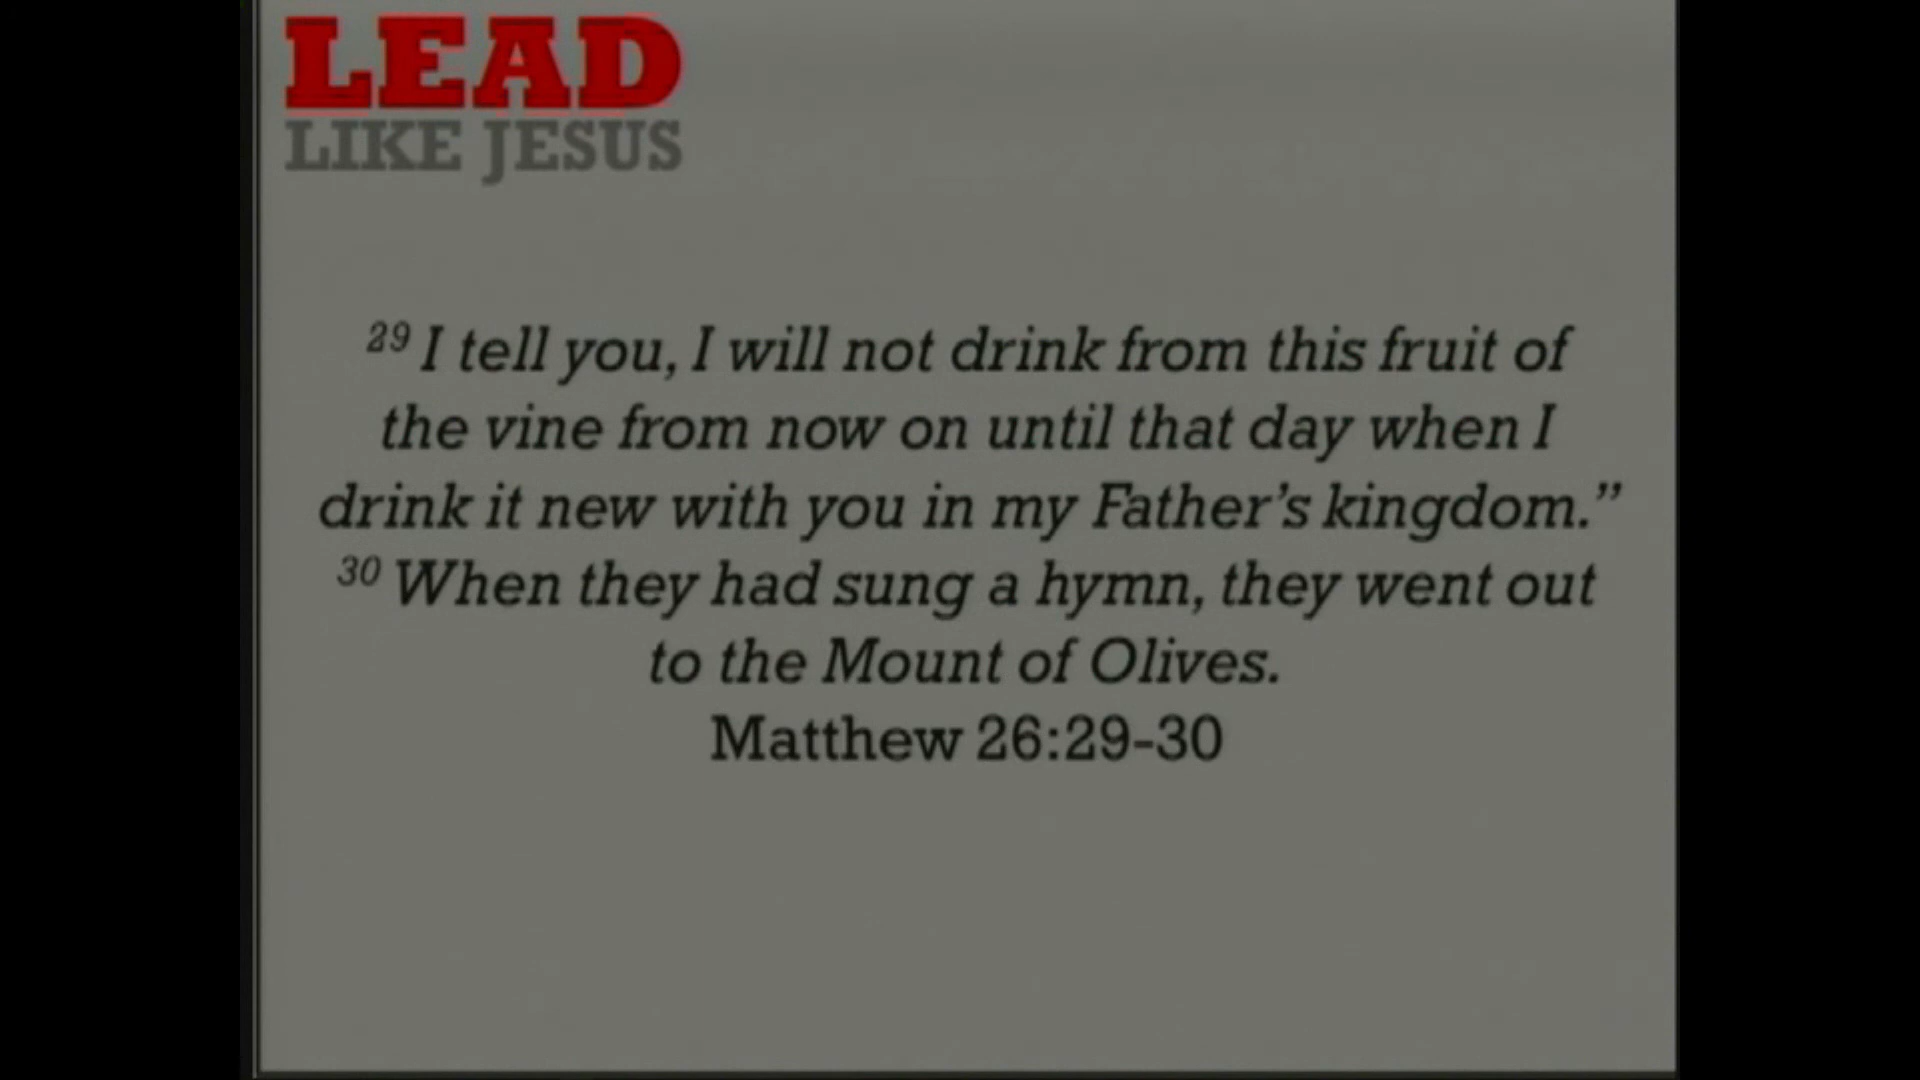 LEAD
LIKE JESUS
29 I tell you, I will not drink from this fruit of
the vine from now on until that day when I
drink it new with you in my Father’s kingdom.”
30 When they had sung a hymn, they went out
to the Mount of Olives.
Matthew 26:29-30